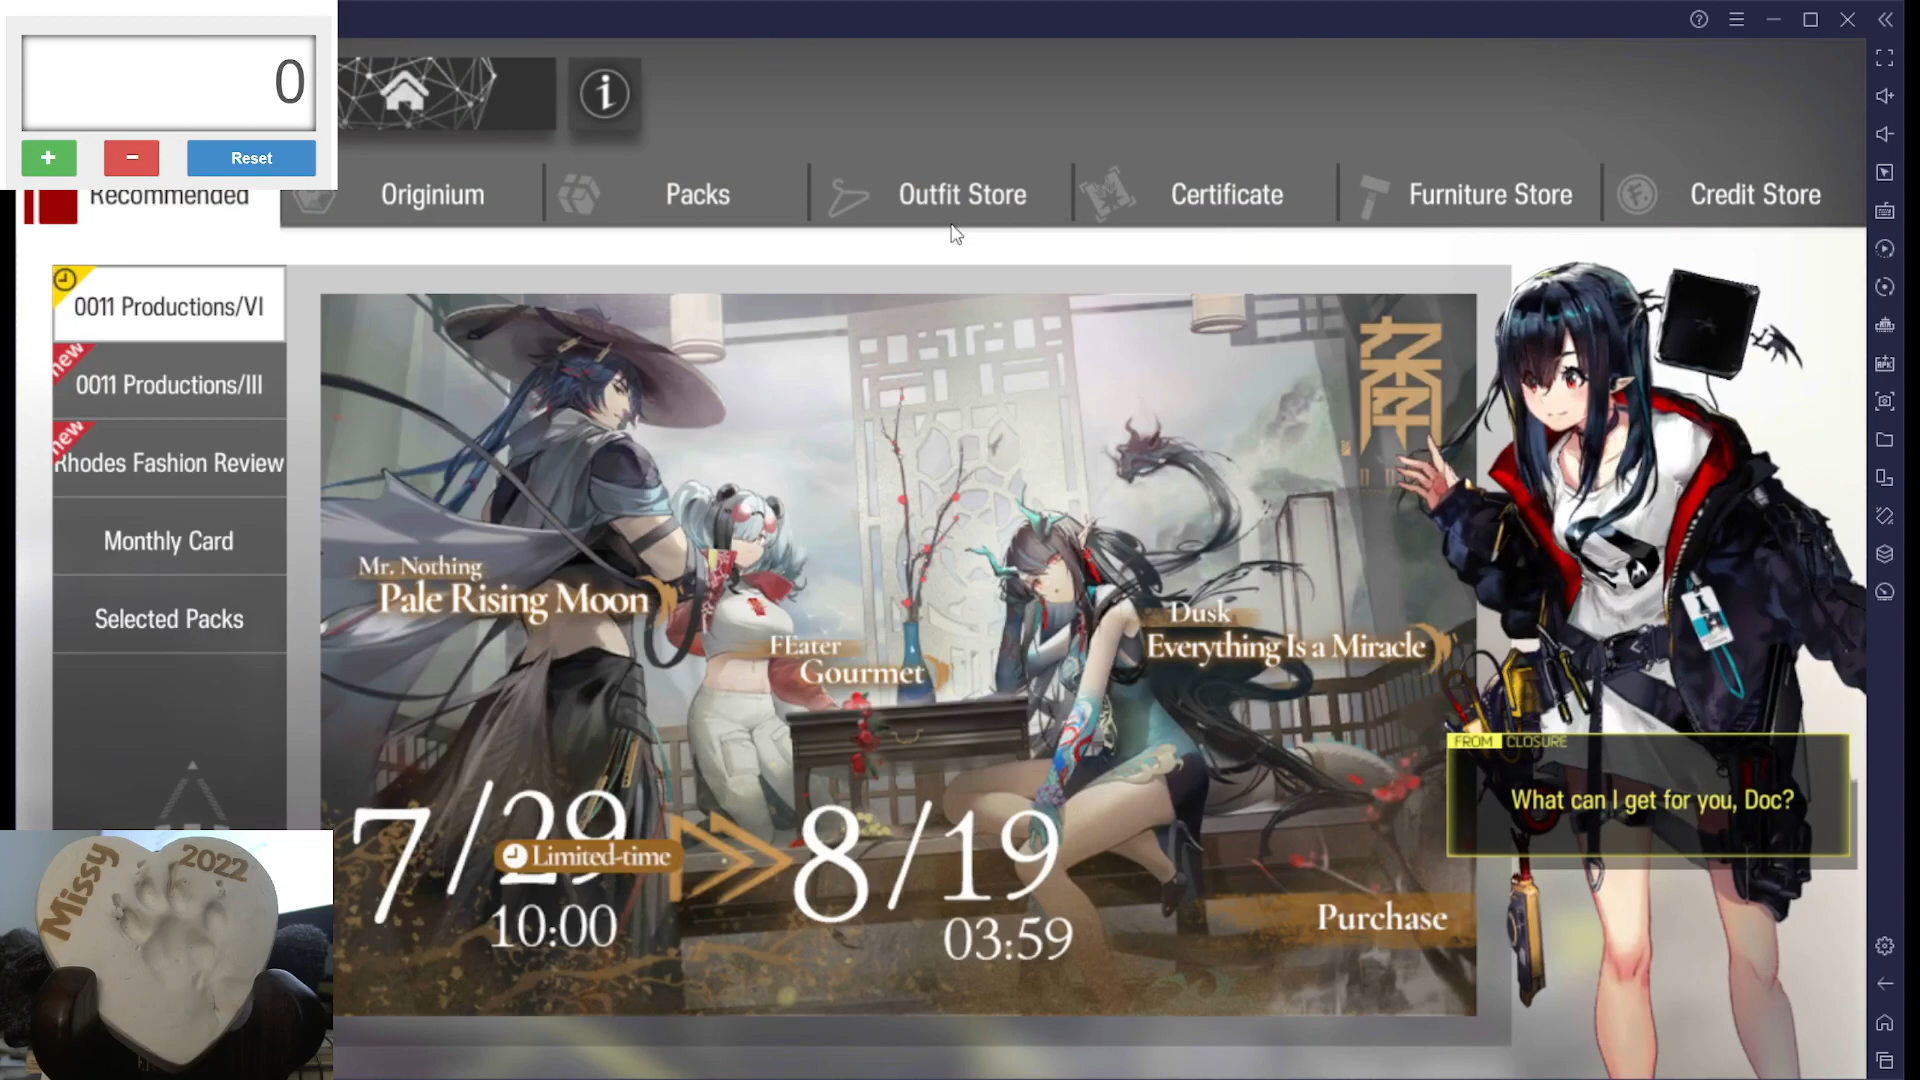 0
+
-
Reset
Recommended
Originium
Packs
Outfit Store
Certificate
Furniture Store
Credit Store
0011 Productions/VI
new
0011 Productions/III
new
Rhodes Fashion Review
Monthly Card
Selected Packs
Mr. Nothing
Pale Rising Moon
FEater
Gourmet
Dusk
Everything Is a Miracle
7/29
Limited-time
10:00
8/19
03:59
Purchase
FROM CLOSURE
What can I get for you, Doc?
Missy
2022